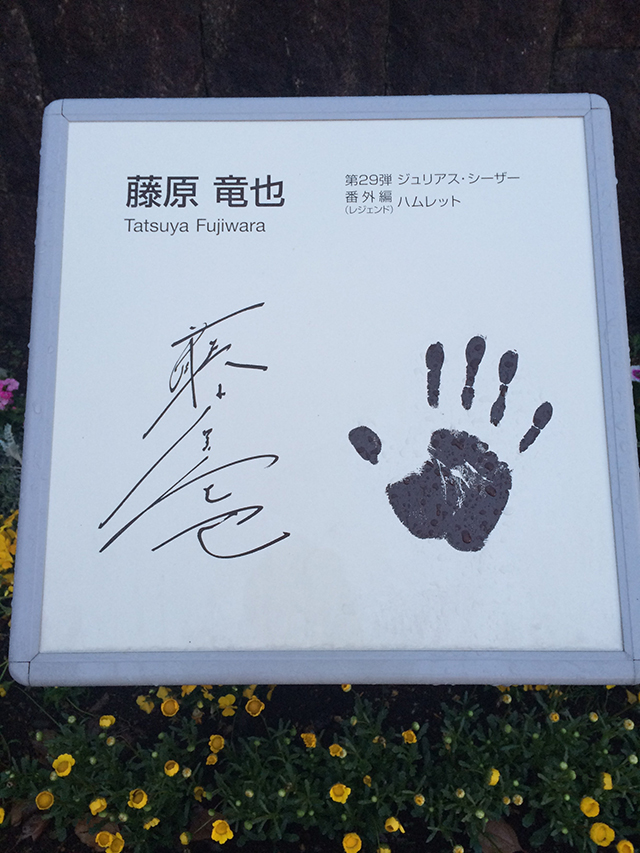 藤原 竜也
Tatsuya Fujiwara
第29弾 ジュリアス・シーザー
番外編 ハムレット
(レジェンド)